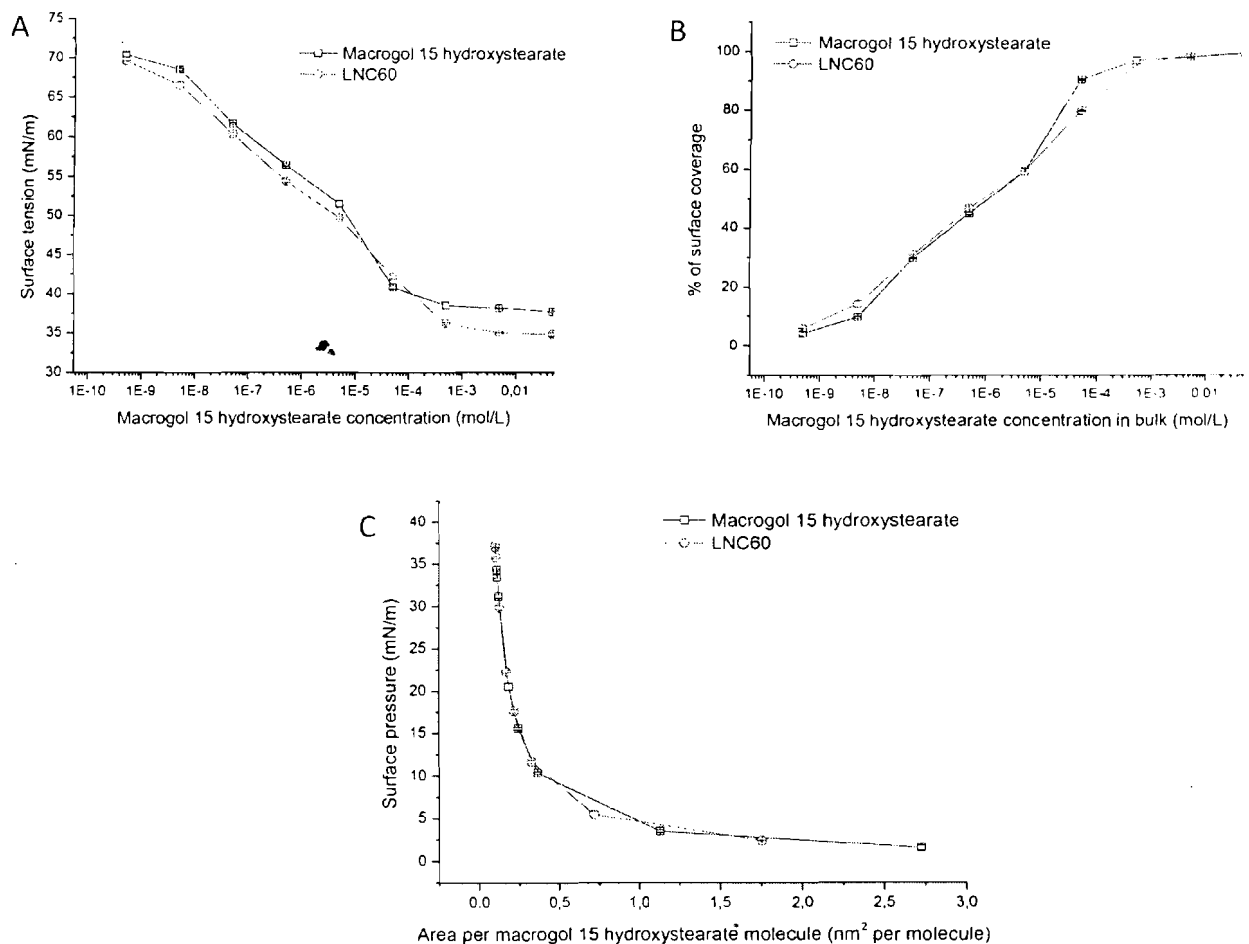 A
Macrogol 15 hydroxystearate
LNC60
Surface tension (mN/m)
75
70
65
60
55
50
45
40
35
30
1E-10 1E-9 1E-8 1E-7 1E-6 1E-5 1E-4 1E-3 0,01
Macrogol 15 hydroxystearate concentration (mol/L)
B
Macrogol 15 hydroxystearate
LNC60
% of surface coverage
100
80
60
40
20
0
1E-10 1E-9 1E-8 1E-7 1E-6 1E-5 1E-4 1E-3 0.01
Macrogol 15 hydroxystearate concentration in bulk (mol/L)
C
Macrogol 15 hydroxystearate
LNC60
Surface pressure (mN/m)
40
35
30
25
20
15
10
5
0
0.0 0,5 1,0 1,5 2,0 2,5 3,0
Area per macrogol 15 hydroxystearate molecule (nm² per molecule)